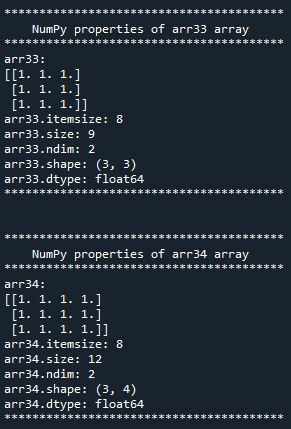 ****************************************
    NumPy properties of arr33 array
****************************************
arr33:
[[1. 1. 1.]
 [1. 1. 1.]
 [1. 1. 1.]]
arr33.itemsize: 8
arr33.size: 9
arr33.ndim: 2
arr33.shape: (3, 3)
arr33.dtype: float64
****************************************
****************************************
    NumPy properties of arr34 array
****************************************
arr34:
[[1. 1. 1. 1.]
 [1. 1. 1. 1.]
 [1. 1. 1. 1.]]
arr34.itemsize: 8
arr34.size: 12
arr34.ndim: 2
arr34.shape: (3, 4)
arr34.dtype: float64
****************************************